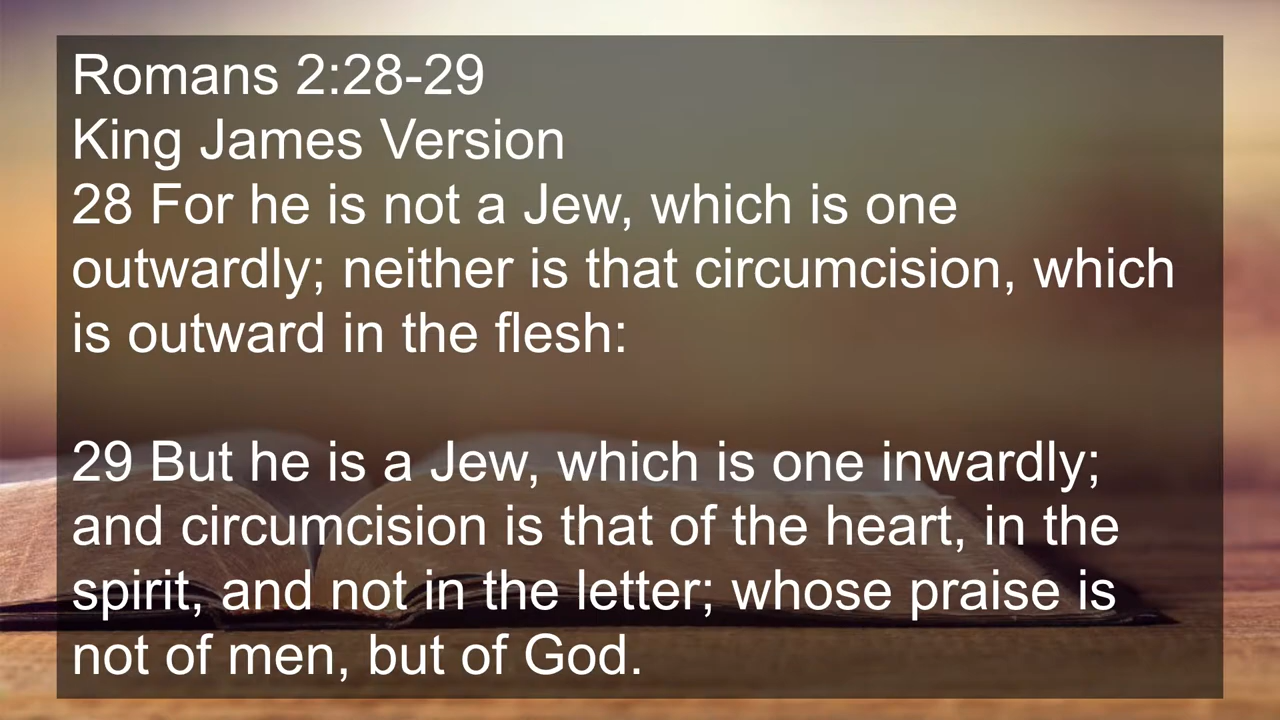 Romans 2:28-29
King James Version
28 For he is not a Jew, which is one
outwardly; neither is that circumcision, which
is outward in the flesh:
29 But he is a Jew, which is one inwardly;
and circumcision is that of the heart, in the
spirit, and not in the letter; whose praise is
not of men, but of God.